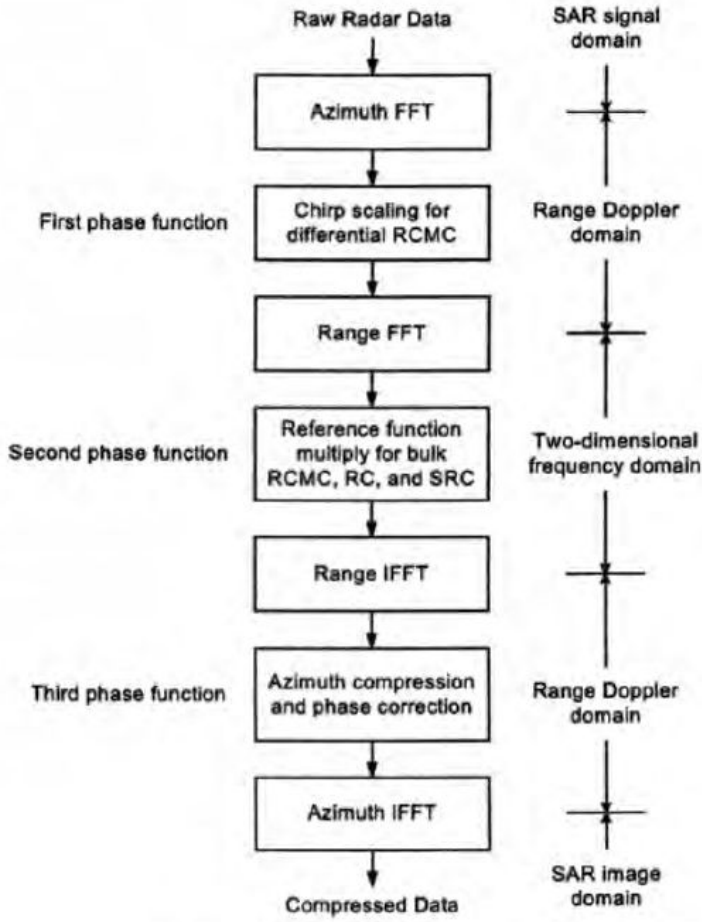 Raw Radar Data
SAR signal
domain
Azimuth FFT
First phase function
Chirp scaling for
differential RCMC
Range Doppler
domain
Range FFT
Second phase function
Reference function
multiply for bulk
RCMC, RC, and SRC
Two-dimensional
frequency domain
Range IFFT
Third phase function
Azimuth compression
and phase correction
Range Doppler
domain
Azimuth IFFT
Compressed Data
SAR image
domain